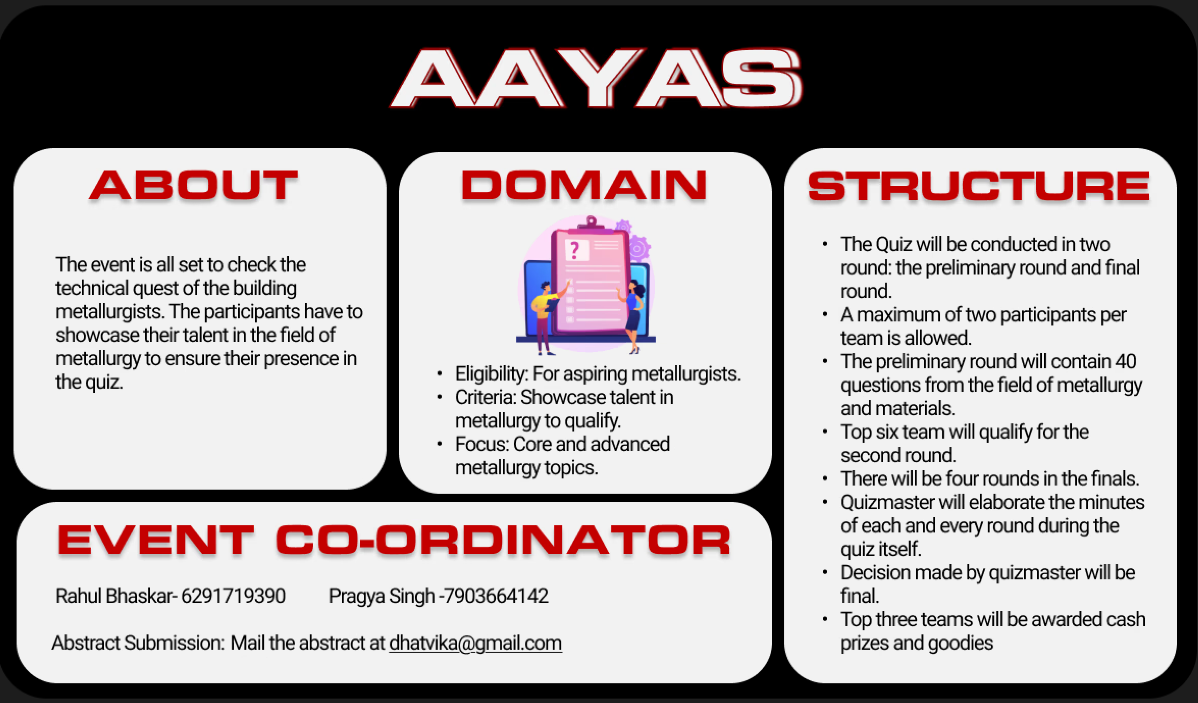 AAYAS
ABOUT
The event is all set to check the
technical quest of the building
metallurgists. The participants have to
showcase their talent in the field of
metallurgy to ensure their presence in
the quiz.
DOMAIN
?
• Eligibility: For aspiring metallurgists.
• Criteria: Showcase talent in
metallurgy to qualify.
• Focus: Core and advanced
metallurgy topics.
STRUCTURE
• The Quiz will be conducted in two
round: the preliminary round and final
round.
• A maximum of two participants per
team is allowed.
• The preliminary round will contain 40
questions from the field of metallurgy
and materials.
• Top six team will qualify for the
second round.
• There will be four rounds in the finals.
• Quizmaster will elaborate the minutes
of each and every round during the
quiz itself.
• Decision made by quizmaster will be
final.
• Top three teams will be awarded cash
prizes and goodies
EVENT CO-ORDINATOR
Rahul Bhaskar- 6291719390 Pragya Singh -7903664142
Abstract Submission: Mail the abstract at dhatvika@gmail.com